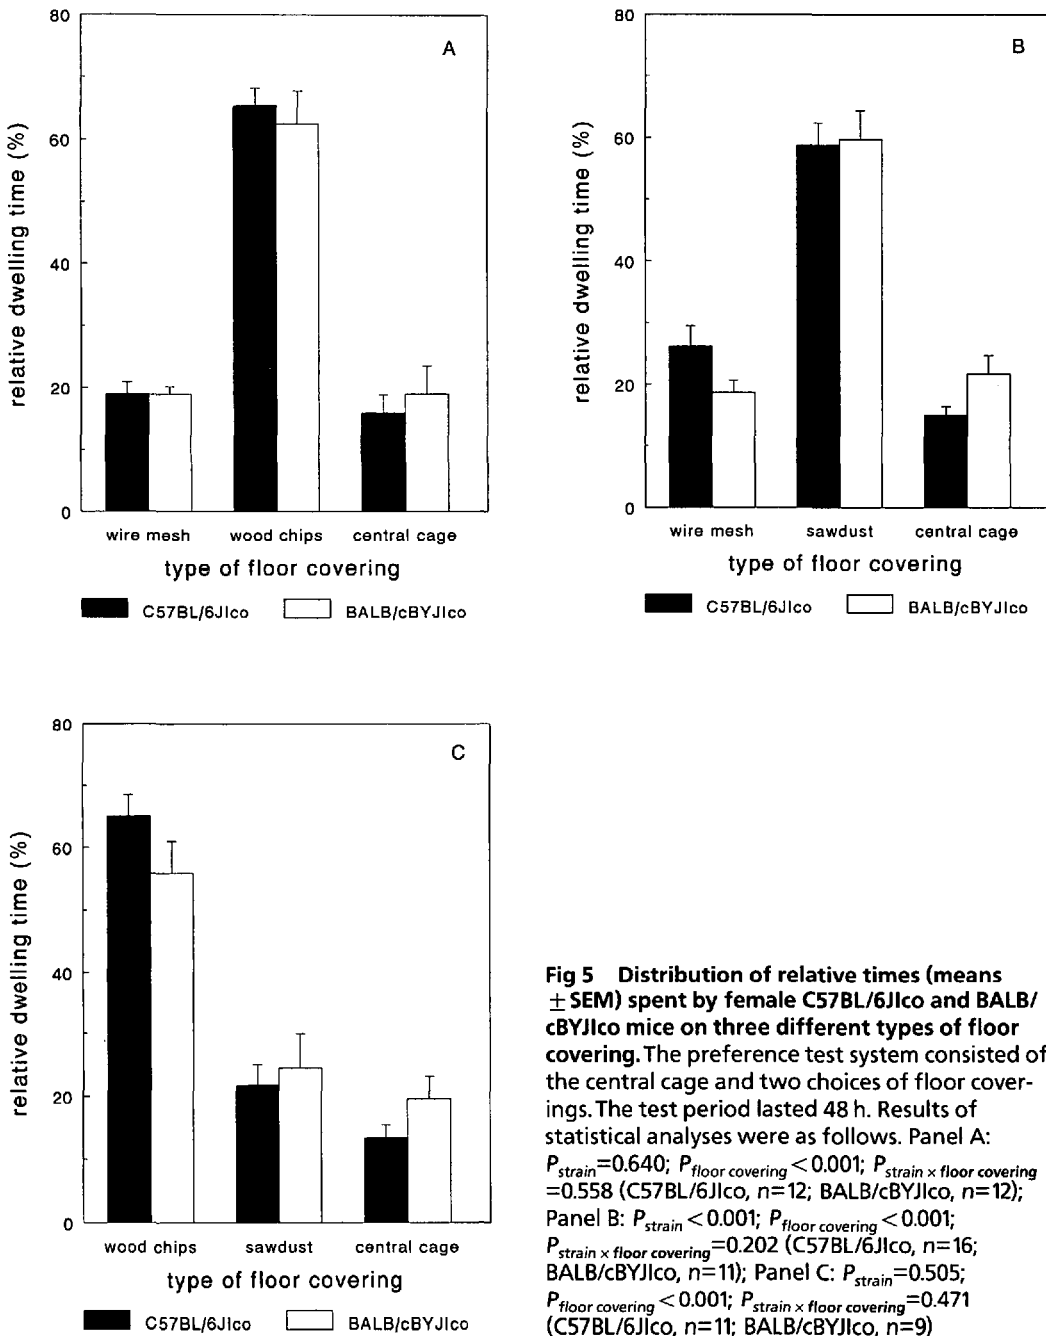 A
80
60
40
20
0
relative dwelling time (%)
wire mesh wood chips central cage
type of floor covering
C57BL/6JIco BALB/cBYJIco
B
80
60
40
20
0
relative dwelling time (%)
wire mesh sawdust central cage
type of floor covering
C57BL/6JIco BALB/cBYJIco
C
80
60
40
20
0
relative dwelling time (%)
wood chips sawdust central cage
type of floor covering
C57BL/6JIco BALB/cBYJIco
Fig 5 Distribution of relative times (means
± SEM) spent by female C57BL/6JIco and BALB/
cBYJIco mice on three different types of floor
covering. The preference test system consisted of
the central cage and two choices of floor cover-
ings. The test period lasted 48 h. Results of
statistical analyses were as follows. Panel A:
Pstrain=0.640; Pfloor covering<0.001; Pstrain × floor covering
=0.558 (C57BL/6JIco, n=12; BALB/cBYJIco, n=12);
Panel B: Pstrain<0.001; Pfloor covering<0.001;
Pstrain × floor covering=0.202 (C57BL/6JIco, n=16;
BALB/cBYJIco, n=11); Panel C: Pstrain=0.505;
Pfloor covering<0.001; Pstrain × floor covering=0.471
(C57BL/6JIco, n=11; BALB/cBYJIco, n=9)